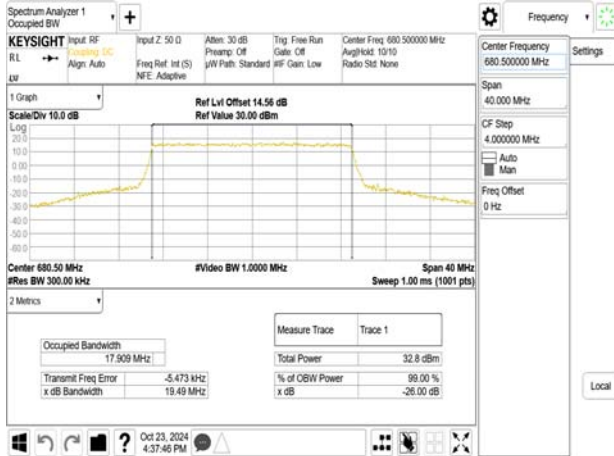 Spectrum Analyzer 1
Occupied BW
+
Frequency
KEYSIGHT
RL
Input: RF
Coupling: DC
Align: Auto
Input Z: 50 Ω
Freq Ref: Int (S)
NFE: Adaptive
Atten: 30 dB
Preamp: Off
µW Path: Standard
Trig: Free Run
Gate: Off
#IF Gain: Low
Center Freq: 680.500000 MHz
Avg|Hold: 10/10
Radio Std: None
Center Frequency
680.500000 MHz
Settings
Span
40.000 MHz
CF Step
4.000000 MHz
Auto
Man
Freq Offset
0 Hz
Local
1 Graph
Scale/Div 10.0 dB
Ref Lvl Offset 14.56 dB
Ref Value 30.00 dBm
Log
20.0
10.0
0.00
-10.0
-20.0
-30.0
-40.0
-50.0
-60.0
Center 680.50 MHz
#Res BW 300.00 kHz
#Video BW 1.0000 MHz
Span 40 MHz
Sweep 1.00 ms (1001 pts)
2 Metrics
Measure Trace
Trace 1
Occupied Bandwidth
17.909 MHz
Total Power
32.8 dBm
Transmit Freq Error
-5.473 kHz
% of OBW Power
99.00 %
x dB Bandwidth
19.49 MHz
x dB
-26.00 dB
?
Oct 23, 2024
4:37:46 PM